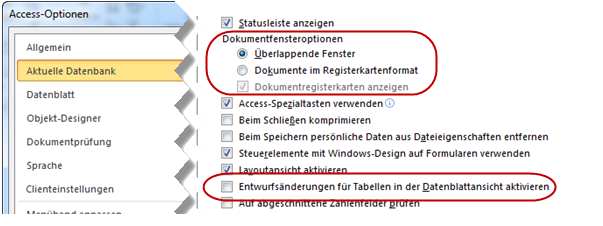 Access-Optionen
Allgemein
Aktuelle Datenbank
Datenblatt
Objekt-Designer
Dokumentprüfung
Sprache
Clienteinstellungen
Menüband anpassen
Statusleiste anzeigen
Dokumentfensteroptionen
Überlappende Fenster
Dokumente im Registerkartenformat
Dokumentregisterkarten anzeigen
Access-Spezialtasten verwenden
Beim Schließen komprimieren
Beim Speichern persönliche Daten aus Dateieigenschaften entfernen
Steuerelemente mit Windows-Design auf Formularen verwenden
Layoutansicht aktivieren
Entwurfsänderungen für Tabellen in der Datenblattansicht aktivieren
Auf abgeschnittene Zahlenfelder prüfen